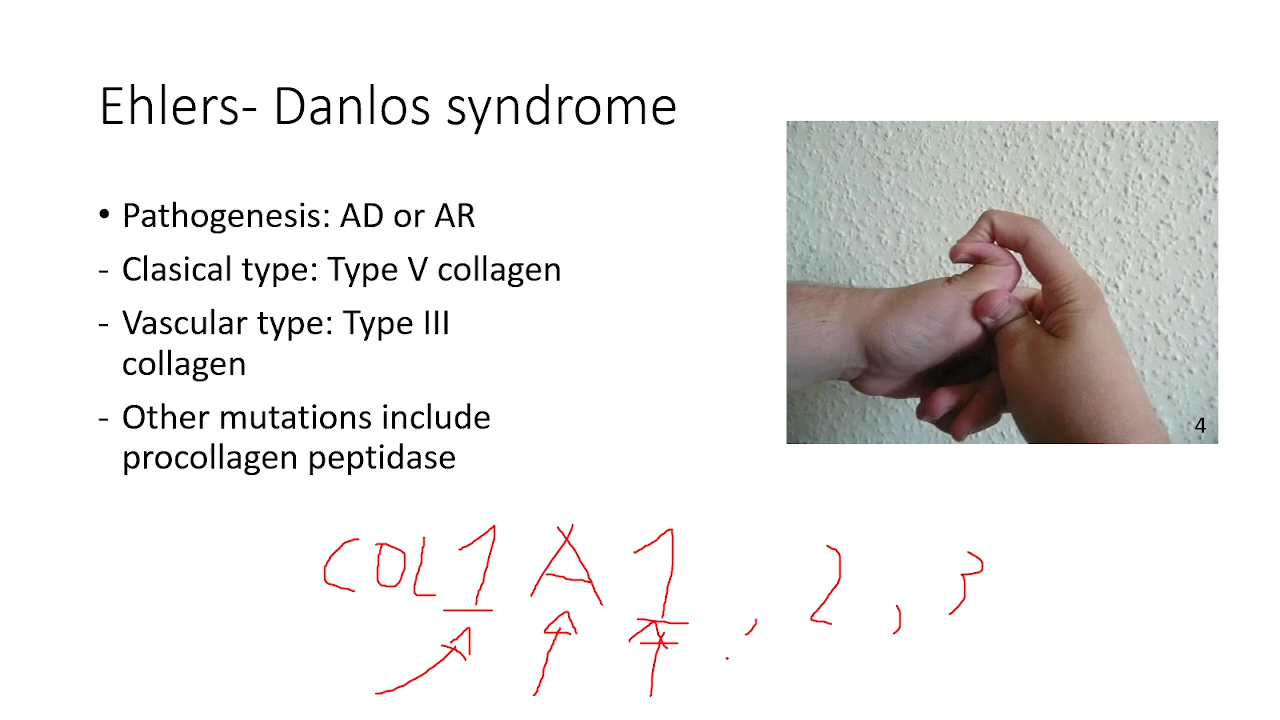 Ehlers- Danlos syndrome
• Pathogenesis: AD or AR
- Clasical type: Type V collagen
- Vascular type: Type III
collagen
- Other mutations include
procollagen peptidase
4
COL1A1, 2, 3